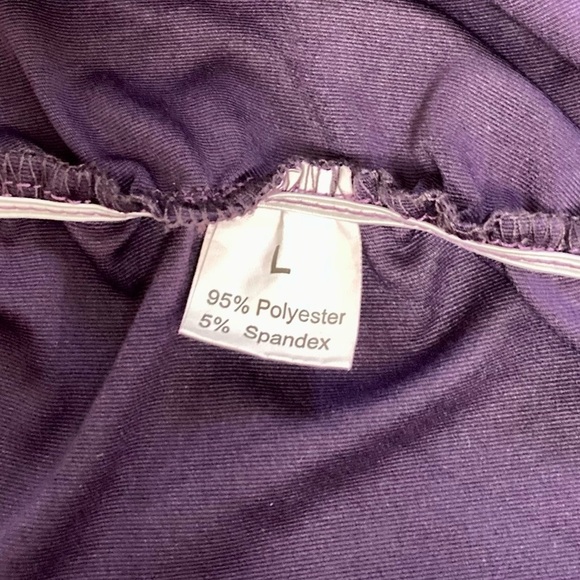 L
95% Polyester
5% Spandex